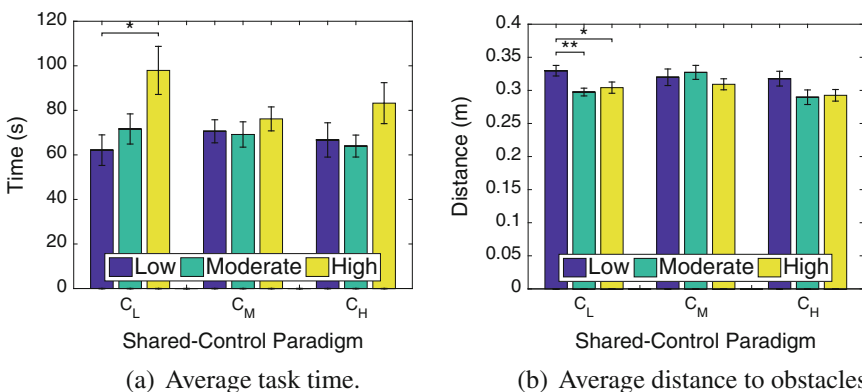 120
100
80
60
40
20
0
Time (s)
*
Low Moderate High
C_L C_M C_H
Shared-Control Paradigm
(a) Average task time.
0.4
0.35
0.3
0.25
0.2
0.15
0.1
0.05
0
Distance (m)
*
**
Low Moderate High
C_L C_M C_H
Shared-Control Paradigm
(b) Average distance to obstacles